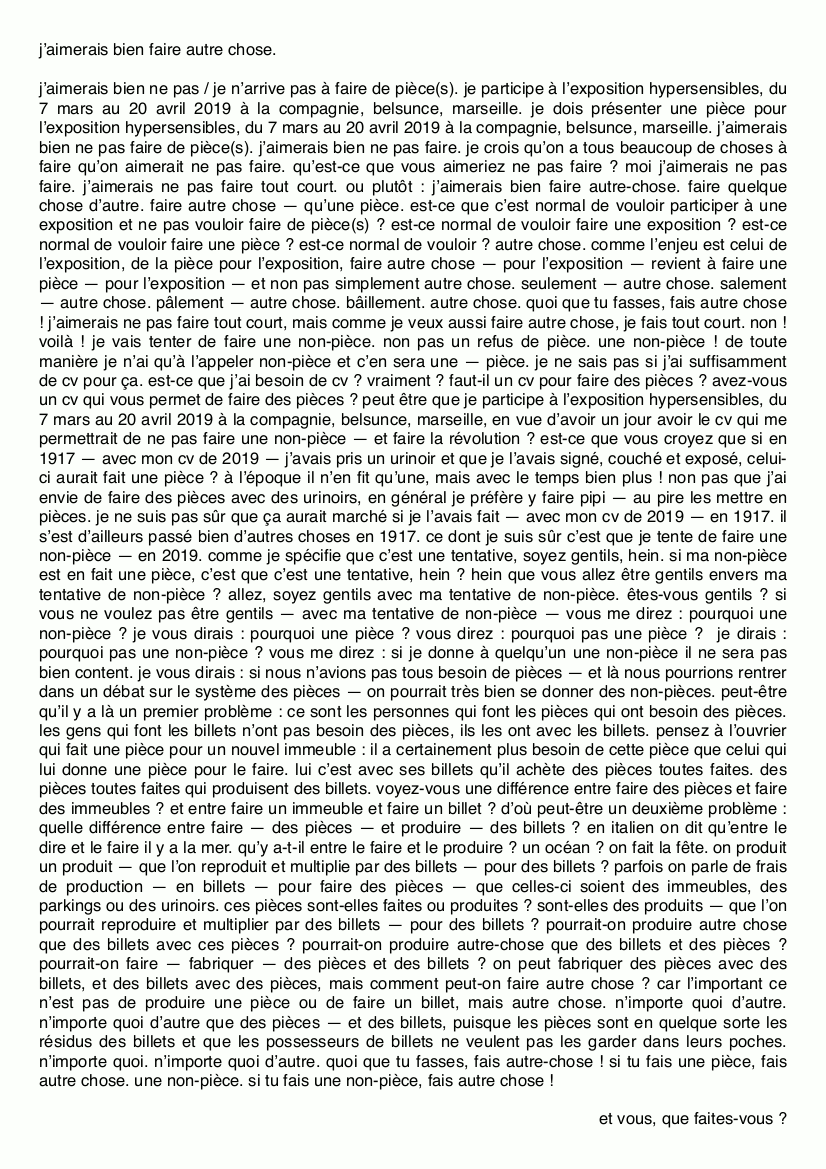 j’aimerais bien faire autre chose.
j’aimerais bien ne pas / je n’arrive pas à faire de pièce(s). je participe à l’exposition hypersensibles, du
7 mars au 20 avril 2019 à la compagnie, belsunce, marseille. je dois présenter une pièce pour
l’exposition hypersensibles, du 7 mars au 20 avril 2019 à la compagnie, belsunce, marseille. j’aimerais
bien ne pas faire de pièce(s). j’aimerais bien ne pas faire. je crois qu’on a tous beaucoup de choses à
faire qu’on aimerait ne pas faire. qu’est-ce que vous aimeriez ne pas faire ? moi j’aimerais ne pas
faire. j’aimerais ne pas faire tout court. ou plutôt : j’aimerais bien faire autre-chose. faire quelque
chose d’autre. faire autre chose — qu’une pièce. est-ce que c’est normal de vouloir participer à une
exposition et ne pas vouloir faire de pièce(s) ? est-ce normal de vouloir faire une exposition ? est-ce
normal de vouloir faire une pièce ? est-ce normal de vouloir ? autre chose. comme l’enjeu est celui de
l’exposition, de la pièce pour l’exposition, faire autre chose — pour l’exposition — revient à faire une
pièce — pour l’exposition — et non pas simplement autre chose. seulement — autre chose. salement
— autre chose. pâlement — autre chose. bâillement. autre chose. quoi que tu fasses, fais autre chose
! j’aimerais ne pas faire tout court, mais comme je veux aussi faire autre chose, je fais tout court. non !
voilà ! je vais tenter de faire une non-pièce. non pas un refus de pièce. une non-pièce ! de toute
manière je n’ai qu’à l’appeler non-pièce et c’en sera une — pièce. je ne sais pas si j’ai suffisamment
de cv pour ça. est-ce que j’ai besoin de cv ? vraiment ? faut-il un cv pour faire des pièces ? avez-vous
un cv qui vous permet de faire des pièces ? peut être que je participe à l’exposition hypersensibles, du
7 mars au 20 avril 2019 à la compagnie, belsunce, marseille, en vue d’avoir un jour avoir le cv qui me
permettrait de ne pas faire une non-pièce — et faire la révolution ? est-ce que vous croyez que si en
1917 — avec mon cv de 2019 — j’avais pris un urinoir et que je l’avais signé, couché et exposé, celui-
ci aurait fait une pièce ? à l’époque il n’en fit qu’une, mais avec le temps bien plus ! non pas que j’ai
envie de faire des pièces avec des urinoirs, en général je préfère y faire pipi — au pire les mettre en
pièces. je ne suis pas sûr que ça aurait marché si je l’avais fait — avec mon cv de 2019 — en 1917. il
s’est d’ailleurs passé bien d’autres choses en 1917. ce dont je suis sûr c’est que je tente de faire une
non-pièce — en 2019. comme je spécifie que c’est une tentative, soyez gentils, hein. si ma non-pièce
est en fait une pièce, c’est que c’est une tentative, hein ? hein que vous allez être gentils envers ma
tentative de non-pièce ? allez, soyez gentils avec ma tentative de non-pièce. êtes-vous gentils ? si
vous ne voulez pas être gentils — avec ma tentative de non-pièce — vous me direz : pourquoi une
non-pièce ? je vous dirais : pourquoi une pièce ? vous direz : pourquoi pas une pièce ?  je dirais :
pourquoi pas une non-pièce ? vous me direz : si je donne à quelqu’un une non-pièce il ne sera pas
bien content. je vous dirais : si nous n’avions pas tous besoin de pièces — et là nous pourrions rentrer
dans un débat sur le système des pièces — on pourrait très bien se donner des non-pièces. peut-être
qu’il y a là un premier problème : ce sont les personnes qui font les pièces qui ont besoin des pièces.
les gens qui font les billets n’ont pas besoin des pièces, ils les ont avec les billets. pensez à l’ouvrier
qui fait une pièce pour un nouvel immeuble : il a certainement plus besoin de cette pièce que celui qui
lui donne une pièce pour le faire. lui c’est avec ses billets qu’il achète des pièces toutes faites. des
pièces toutes faites qui produisent des billets. voyez-vous une différence entre faire des pièces et faire
des immeubles ? et entre faire un immeuble et faire un billet ? d’où peut-être un deuxième problème :
quelle différence entre faire — des pièces — et produire — des billets ? en italien on dit qu’entre le
dire et le faire il y a la mer. qu’y a-t-il entre le faire et le produire ? un océan ? on fait la fête. on produit
un produit — que l’on reproduit et multiplie par des billets — pour des billets ? parfois on parle de frais
de production — en billets — pour faire des pièces — que celles-ci soient des immeubles, des
parkings ou des urinoirs. ces pièces sont-elles faites ou produites ? sont-elles des produits — que l’on
pourrait reproduire et multiplier par des billets — pour des billets ? pourrait-on produire autre chose
que des billets avec ces pièces ? pourrait-on produire autre-chose que des billets et des pièces ?
pourrait-on faire — fabriquer — des pièces et des billets ? on peut fabriquer des pièces avec des
billets, et des billets avec des pièces, mais comment peut-on faire autre chose ? car l’important ce
n’est pas de produire une pièce ou de faire un billet, mais autre chose. n’importe quoi d’autre.
n’importe quoi d’autre que des pièces — et des billets, puisque les pièces sont en quelque sorte les
résidus des billets et que les possesseurs de billets ne veulent pas les garder dans leurs poches.
n’importe quoi. n’importe quoi d’autre. quoi que tu fasses, fais autre-chose ! si tu fais une pièce, fais
autre chose. une non-pièce. si tu fais une non-pièce, fais autre chose !
et vous, que faites-vous ?